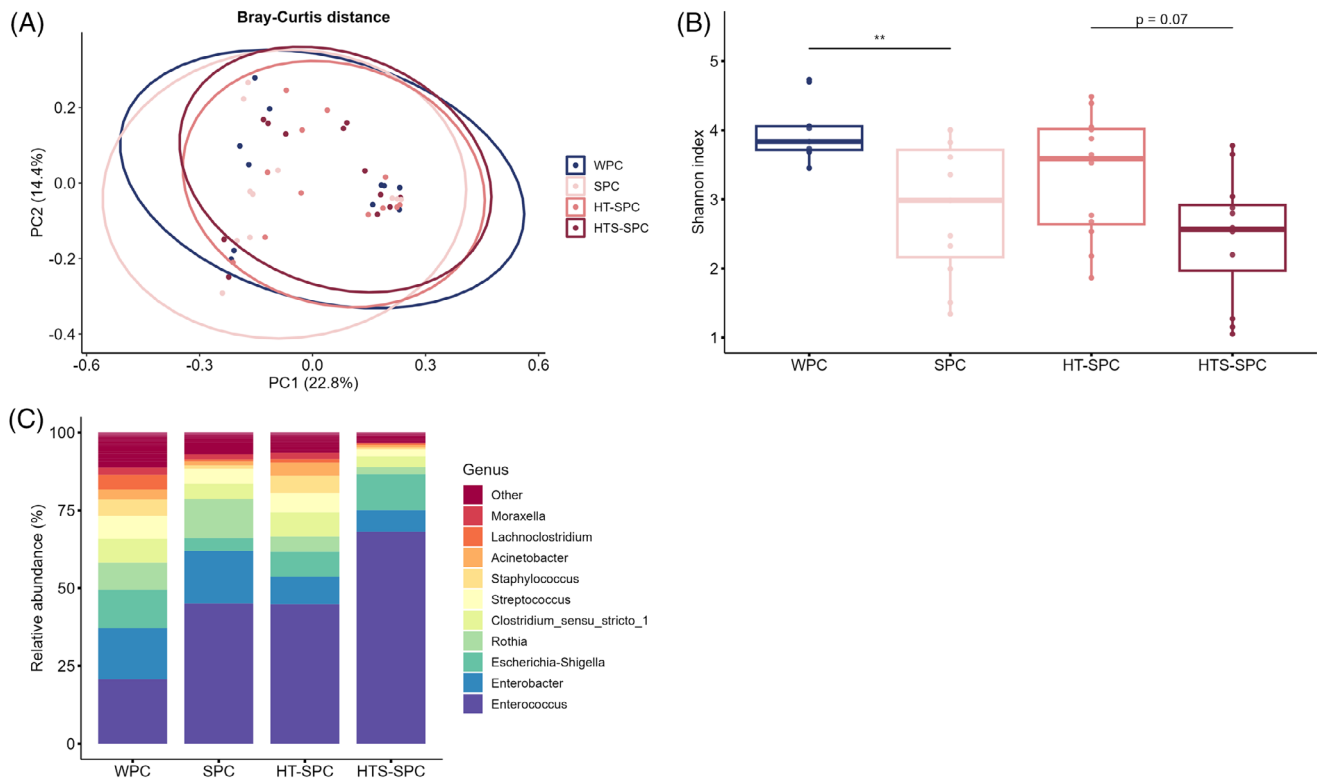 (A)
Bray-Curtis distance
PC2 (14.4%)
0.2
0.0
-0.2
-0.4
-0.6
-0.3
0.0
0.3
0.6
PC1 (22.8%)
WPC
SPC
HT-SPC
HTS-SPC
(B)
**
p = 0.07
Shannon index
5
4
3
2
1
WPC
SPC
HT-SPC
HTS-SPC
(C)
Relative abundance (%)
100
75
50
25
0
WPC
SPC
HT-SPC
HTS-SPC
Genus
Other
Moraxella
Lachnoclostridium
Acinetobacter
Staphylococcus
Streptococcus
Clostridium_sensu_stricto_1
Rothia
Escherichia-Shigella
Enterobacter
Enterococcus